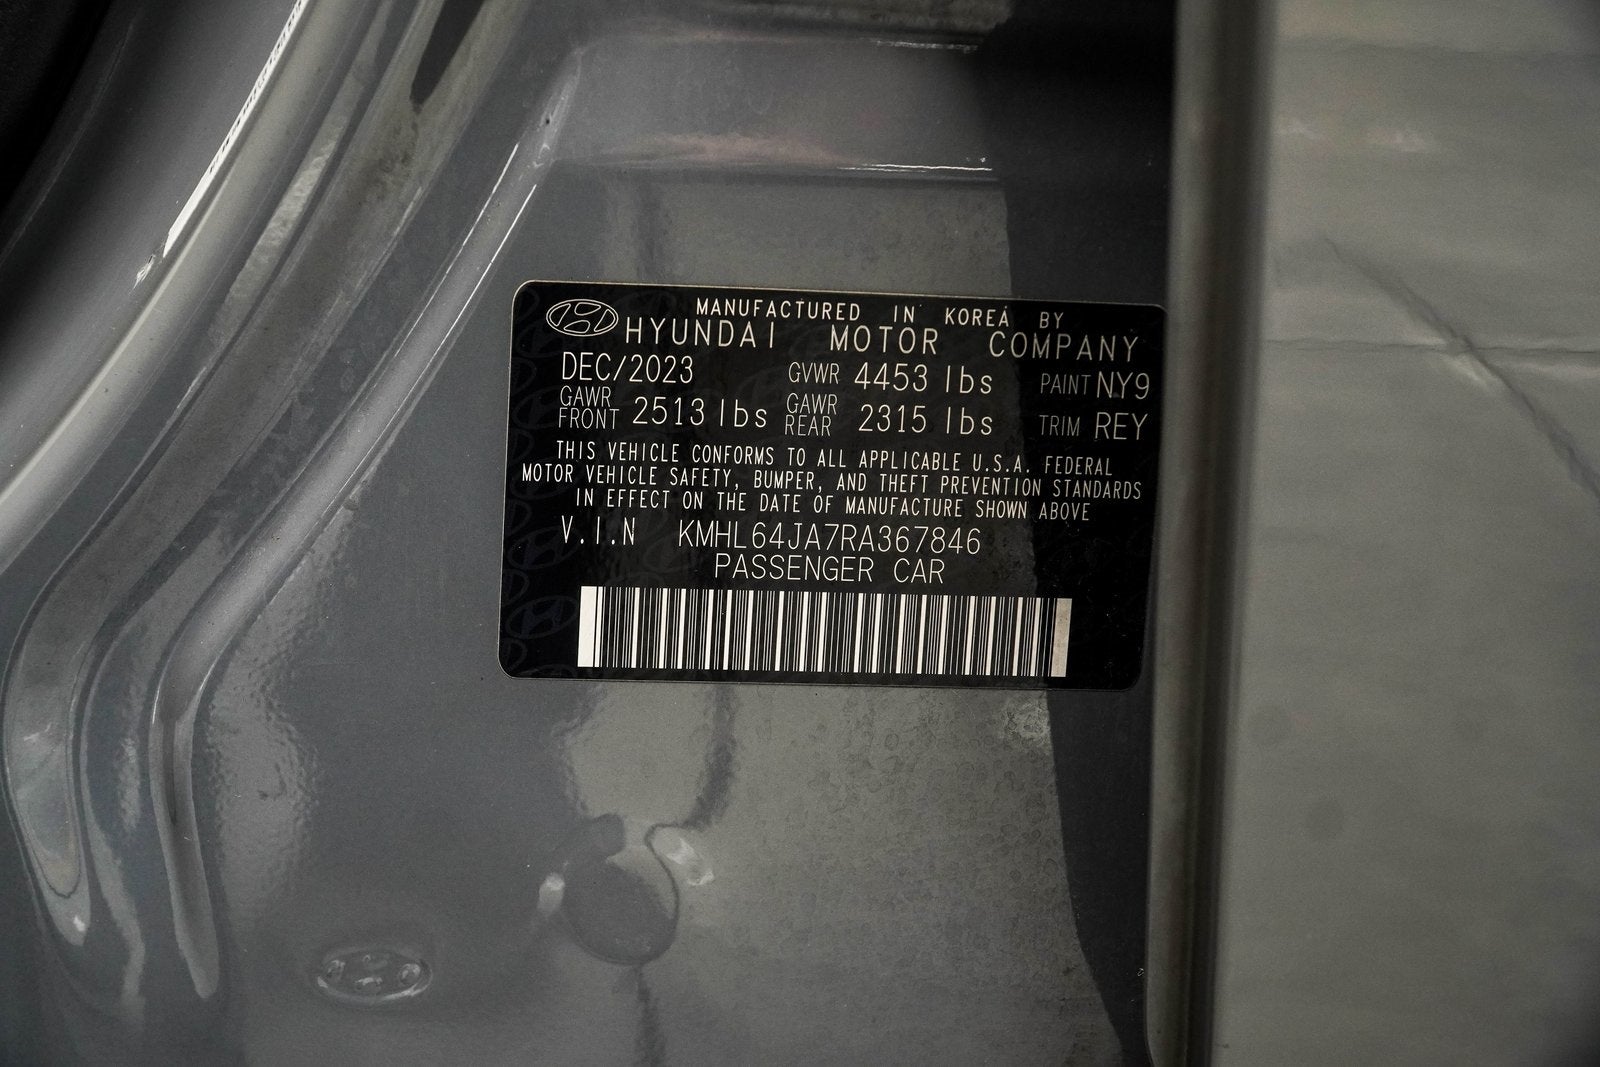 MANUFACTURED IN KOREA BY
HYUNDAI MOTOR COMPANY
DEC/2023 GVWR 4453 lbs PAINT NY9
GAWR FRONT 2513 lbs GAWR REAR 2315 lbs TRIM REY
THIS VEHICLE CONFORMS TO ALL APPLICABLE U.S.A. FEDERAL
MOTOR VEHICLE SAFETY, BUMPER, AND THEFT PREVENTION STANDARDS
IN EFFECT ON THE DATE OF MANUFACTURE SHOWN ABOVE
V.I.N KMHL64JA7RA367846
PASSENGER CAR